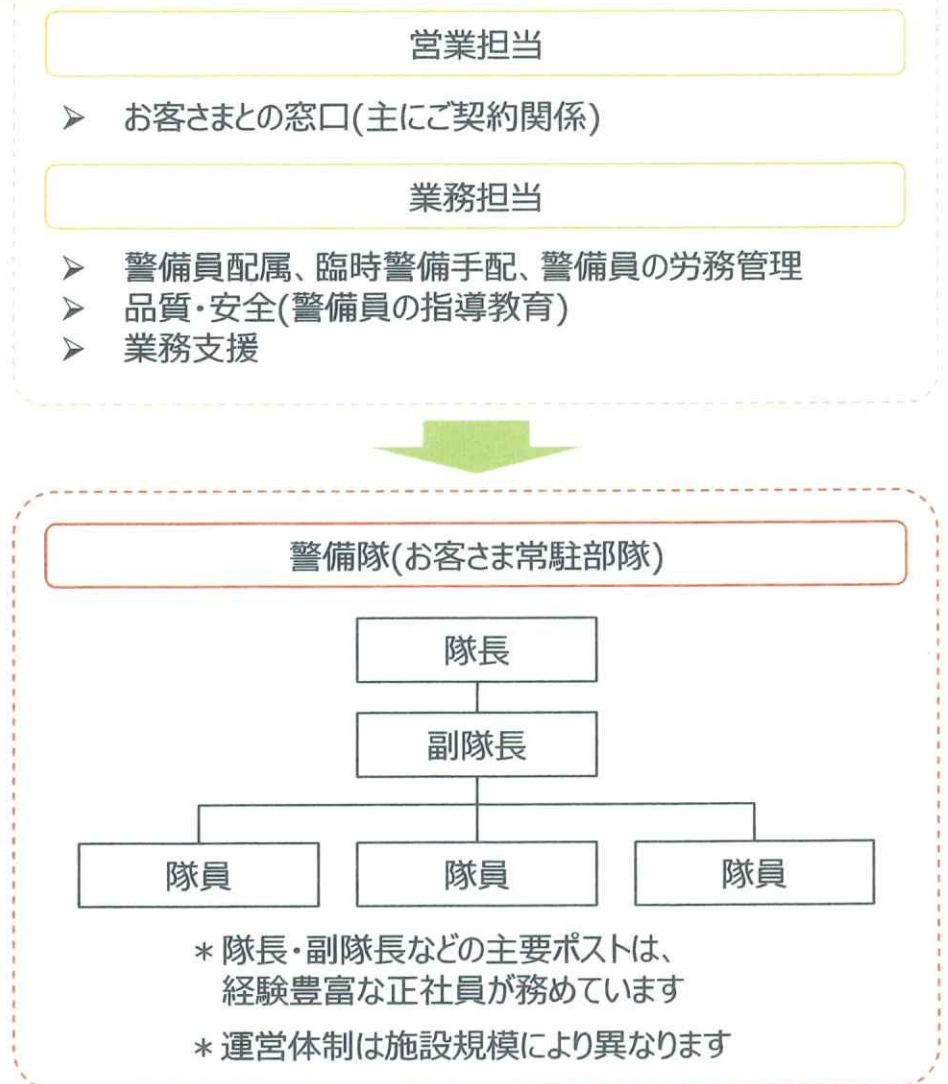 営業担当
➢ お客さまとの窓口(主にご契約関係)
業務担当
➢ 警備員配属、臨時警備手配、警備員の労務管理
➢ 品質・安全(警備員の指導教育)
➢ 業務支援
警備隊(お客さま常駐部隊)
隊長
副隊長
隊員 隊員 隊員
＊隊長・副隊長などの主要ポストは、
経験豊富な正社員が務めています
＊運営体制は施設規模により異なります